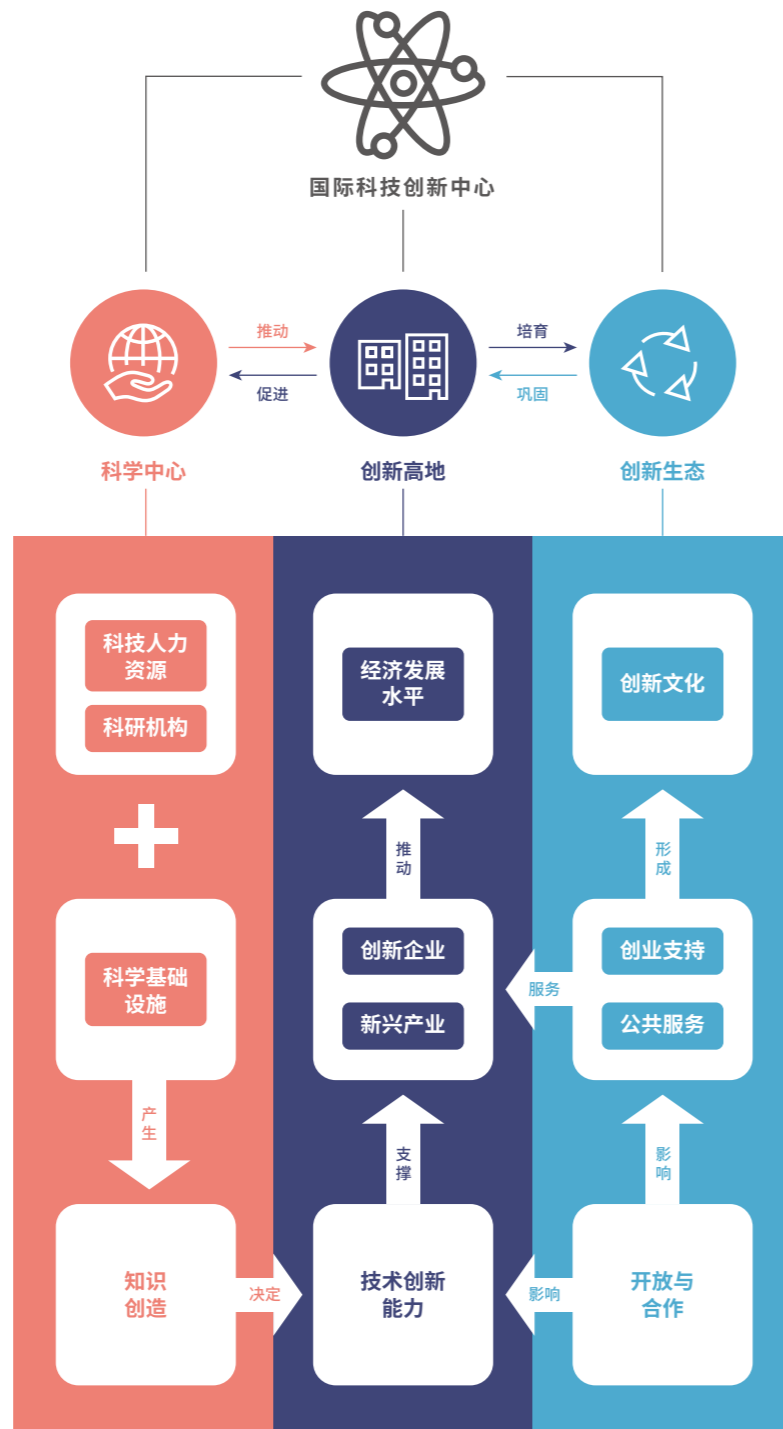 国际科技创新中心
推动
促进
培育
巩固
科学中心
创新高地
创新生态
科技人力
资源
科研机构
经济发展
水平
创新文化
推
动
形
成
科学基础
设施
创新企业
新兴产业
服务
创业支持
公共服务
产
生
支
撑
影
响
知识
创造
决定
技术创新
能力
影响
开放与
合作